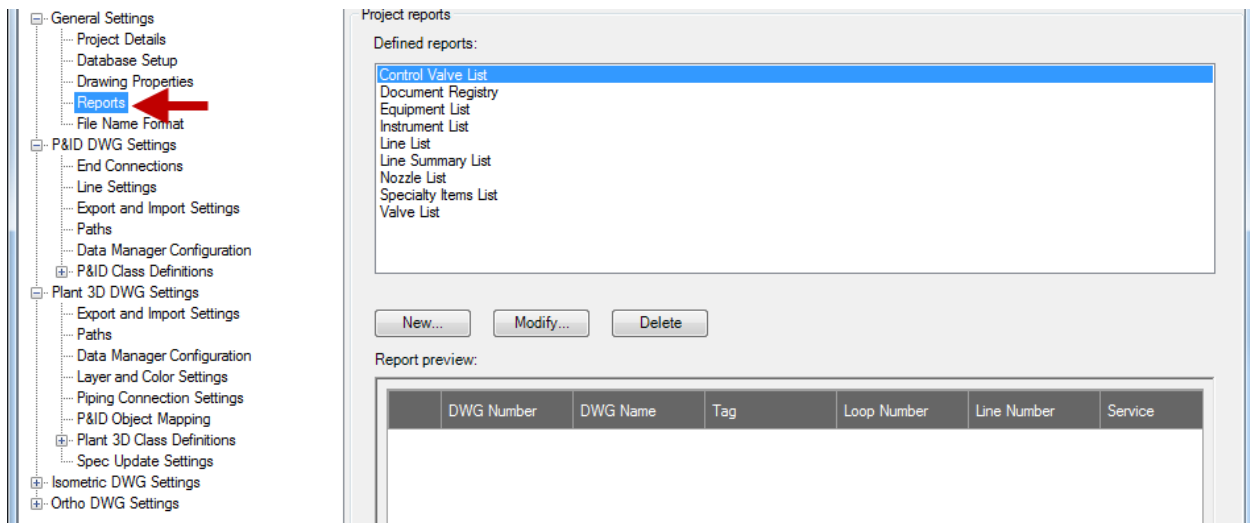 General Settings
Project Details
Database Setup
Drawing Properties
Reports
File Name Format
P&ID DWG Settings
End Connections
Line Settings
Export and Import Settings
Paths
Data Manager Configuration
P&ID Class Definitions
Plant 3D DWG Settings
Export and Import Settings
Paths
Data Manager Configuration
Layer and Color Settings
Piping Connection Settings
P&ID Object Mapping
Plant 3D Class Definitions
Spec Update Settings
Isometric DWG Settings
Ortho DWG Settings
Project reports
Defined reports:
Control Valve List
Document Registry
Equipment List
Instrument List
Line List
Line Summary List
Nozzle List
Specialty Items List
Valve List
New... Modify... Delete
Report preview:
DWG Number DWG Name Tag Loop Number Line Number Service